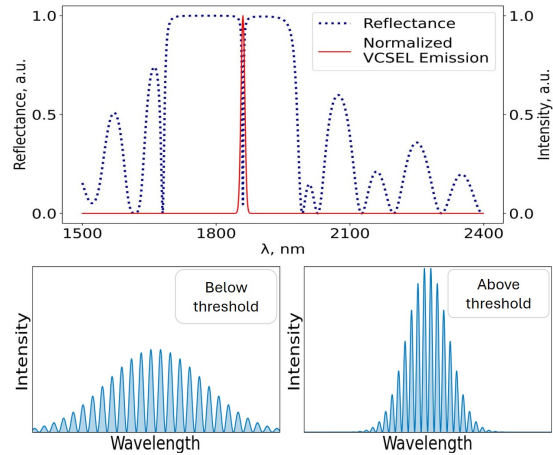 1.0
0.5
0.0
Reflectance, a.u.
Reflectance
Normalized
VCSEL Emission
1.0
0.5
0.0
Intensity, a.u.
1500
1800
2100
2400
λ, nm
Below
threshold
Intensity
Wavelength
Above
threshold
Intensity
Wavelength